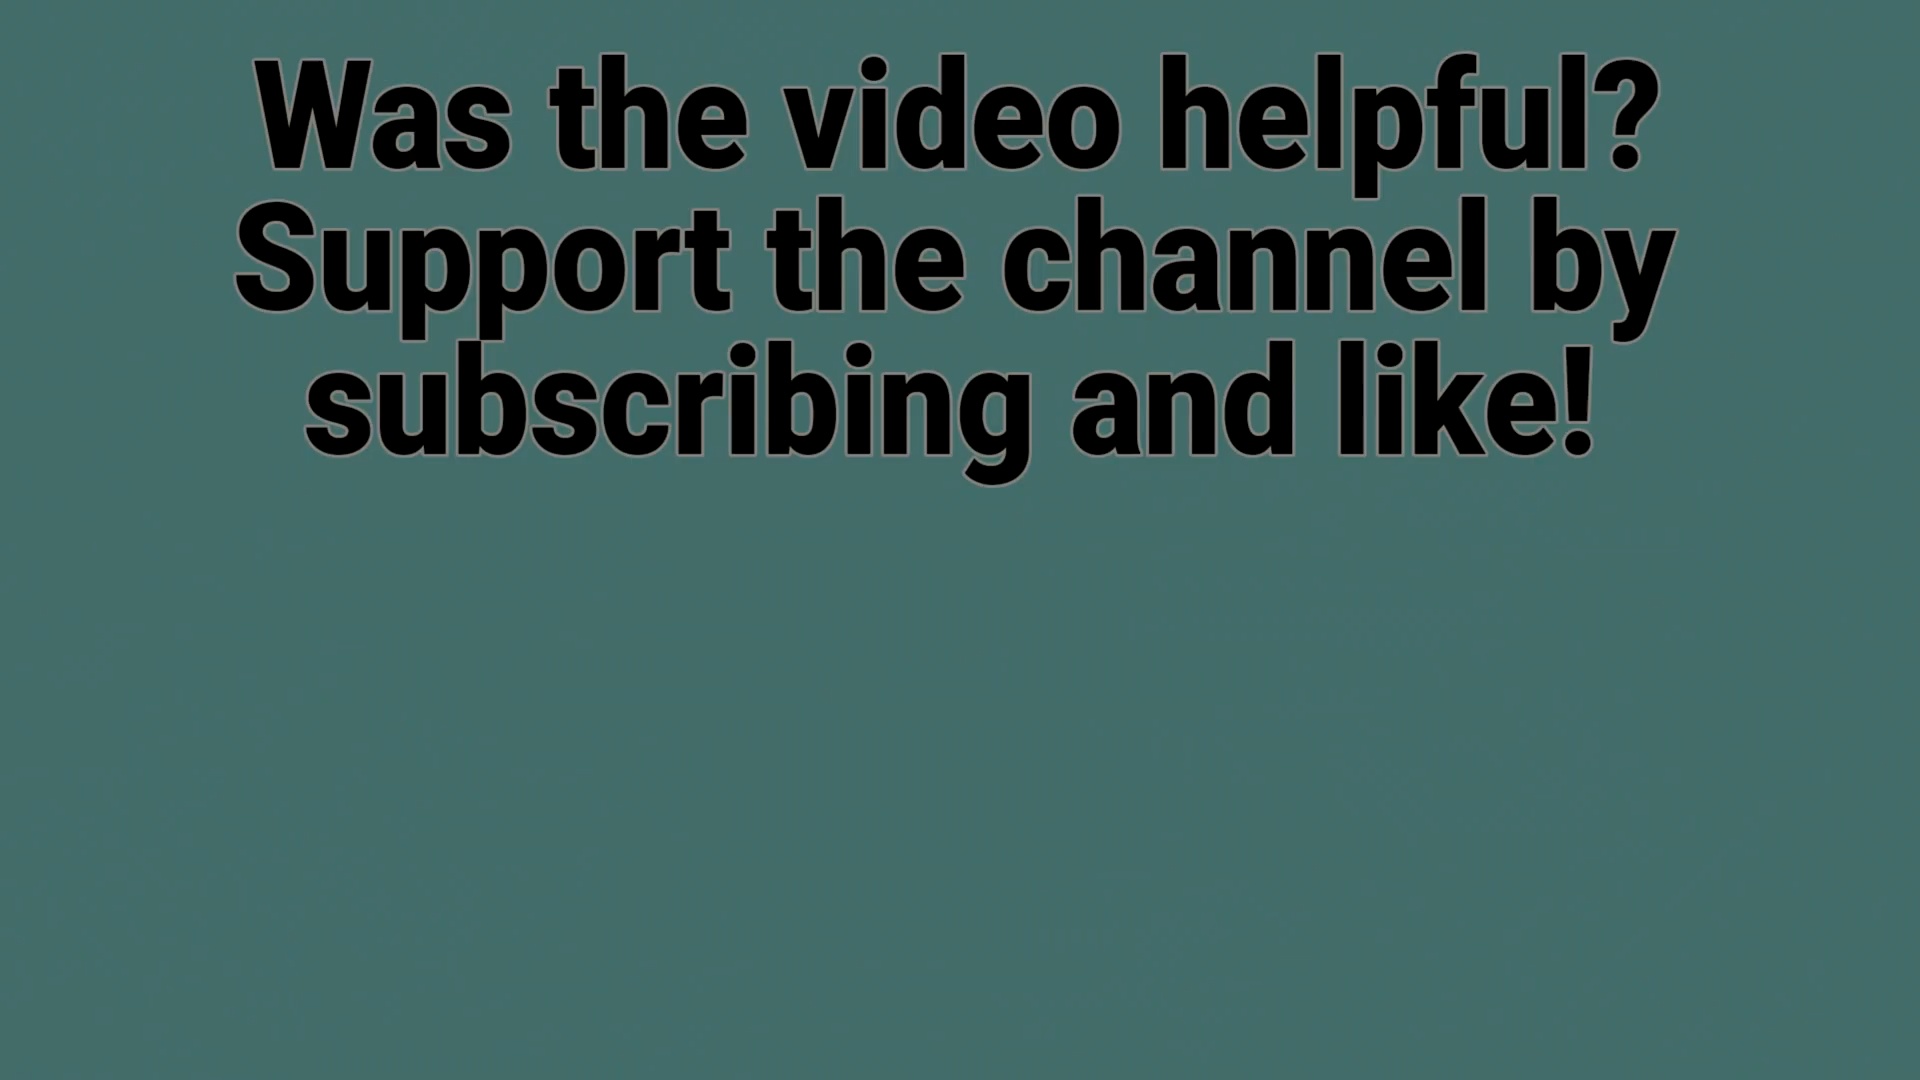 Was the video helpful?
Support the channel by
subscribing and like!